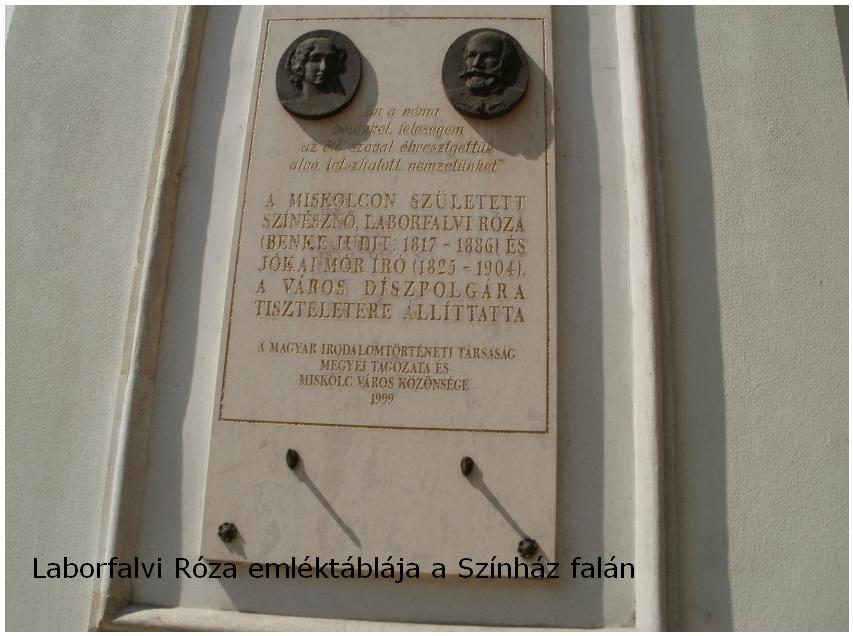 én a néma
betűkkel, feleségem
az élő szóval ébresztgettük
alvó, tetszhalott nemzetünket"
A MISKOLCON SZÜLETETT
SZÍNÉSZNŐ, LABORFALVI RÓZA
(BENKE JUDIT; 1817 - 1886) ÉS
JÓKAI MÓR ÍRÓ (1825 - 1904),
A VÁROS DÍSZPOLGÁRA
TISZTELETÉRE ÁLLÍTTATTA
A MAGYAR IRODALOMTÖRTÉNETI TÁRSASÁG
MEGYEI TAGOZATA ÉS
MISKOLC VÁROS KÖZÖNSÉGE
1999
Laborfalvi Róza emléktáblája a Színház falán